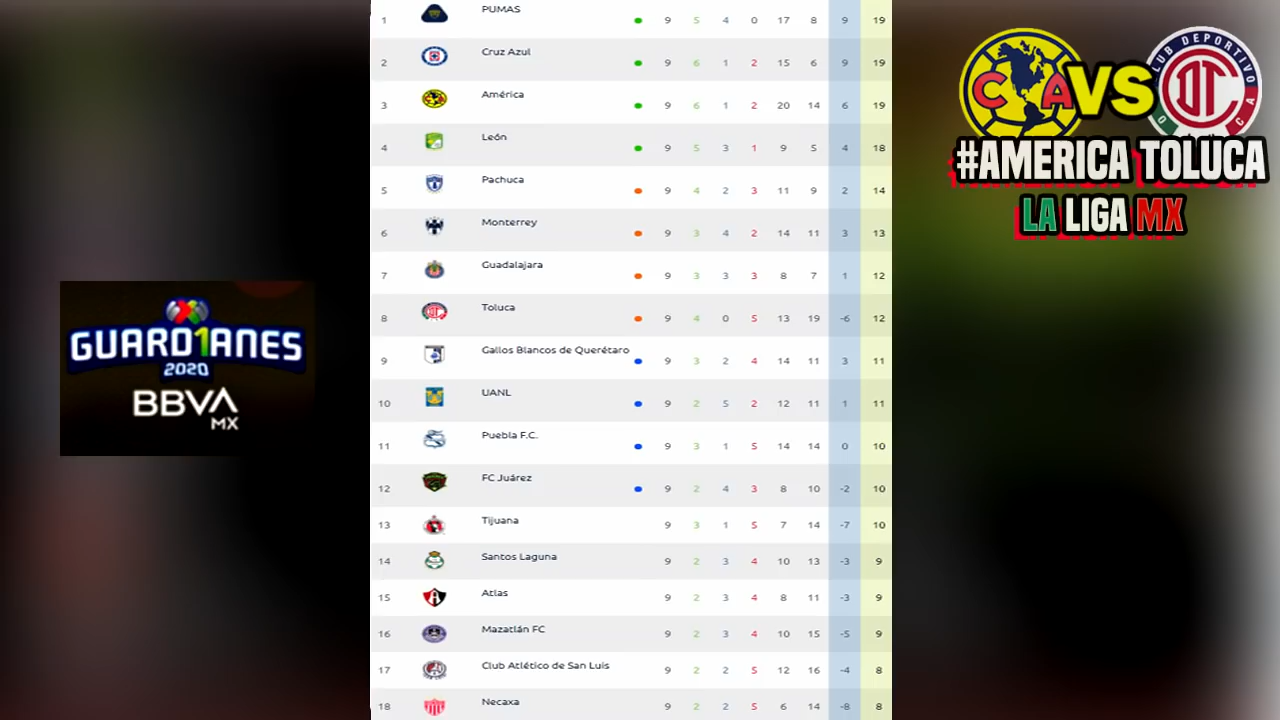 1 PUMAS 9 5 4 0 17 8 9 19
2 Cruz Azul 9 6 1 2 15 6 9 19
3 América 9 6 1 2 20 14 6 19
4 León 9 5 3 1 9 5 4 18
5 Pachuca 9 4 2 3 11 9 2 14
6 Monterrey 9 3 4 2 14 11 3 13
7 Guadalajara 9 3 3 3 8 7 1 12
8 Toluca 9 4 0 5 13 19 -6 12
9 Gallos Blancos de Querétaro 9 3 2 4 14 11 3 11
10 UANL 9 2 5 2 12 11 1 11
11 Puebla F.C. 9 3 1 5 14 14 0 10
12 FC Juárez 9 2 4 3 8 10 -2 10
13 Tijuana 9 3 1 5 7 14 -7 10
14 Santos Laguna 9 2 3 4 10 13 -3 9
15 Atlas 9 2 3 4 8 11 -3 9
16 Mazatlán FC 9 2 3 4 10 15 -5 9
17 Club Atlético de San Luis 9 2 2 5 12 16 -4 8
18 Necaxa 9 2 2 5 6 14 -8 8
GUARD1ANES
2020
BBVA
MX
CA VS
#AMERICA TOLUCA
LA LIGA MX